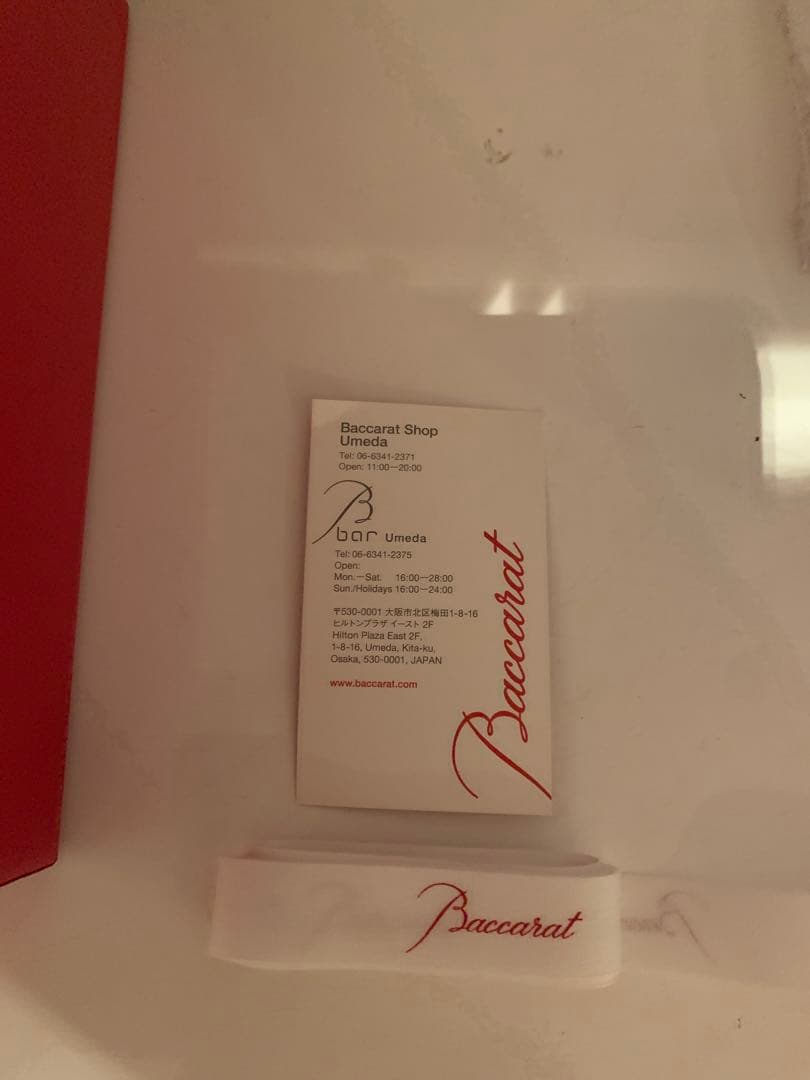 Baccarat Shop
Umeda
Tel: 06-6341-2371
Open: 11:00—20:00
B
bar Umeda
Tel: 06-6341-2375
Open:
Mon.—Sat. 16:00—28:00
Sun./Holidays 16:00—24:00
〒530-0001 大阪市北区梅田1-8-16
ヒルトンプラザ イースト 2F
Hilton Plaza East 2F,
1-8-16, Umeda, Kita-ku,
Osaka, 530-0001, JAPAN
www.baccarat.com
Baccarat
Baccarat